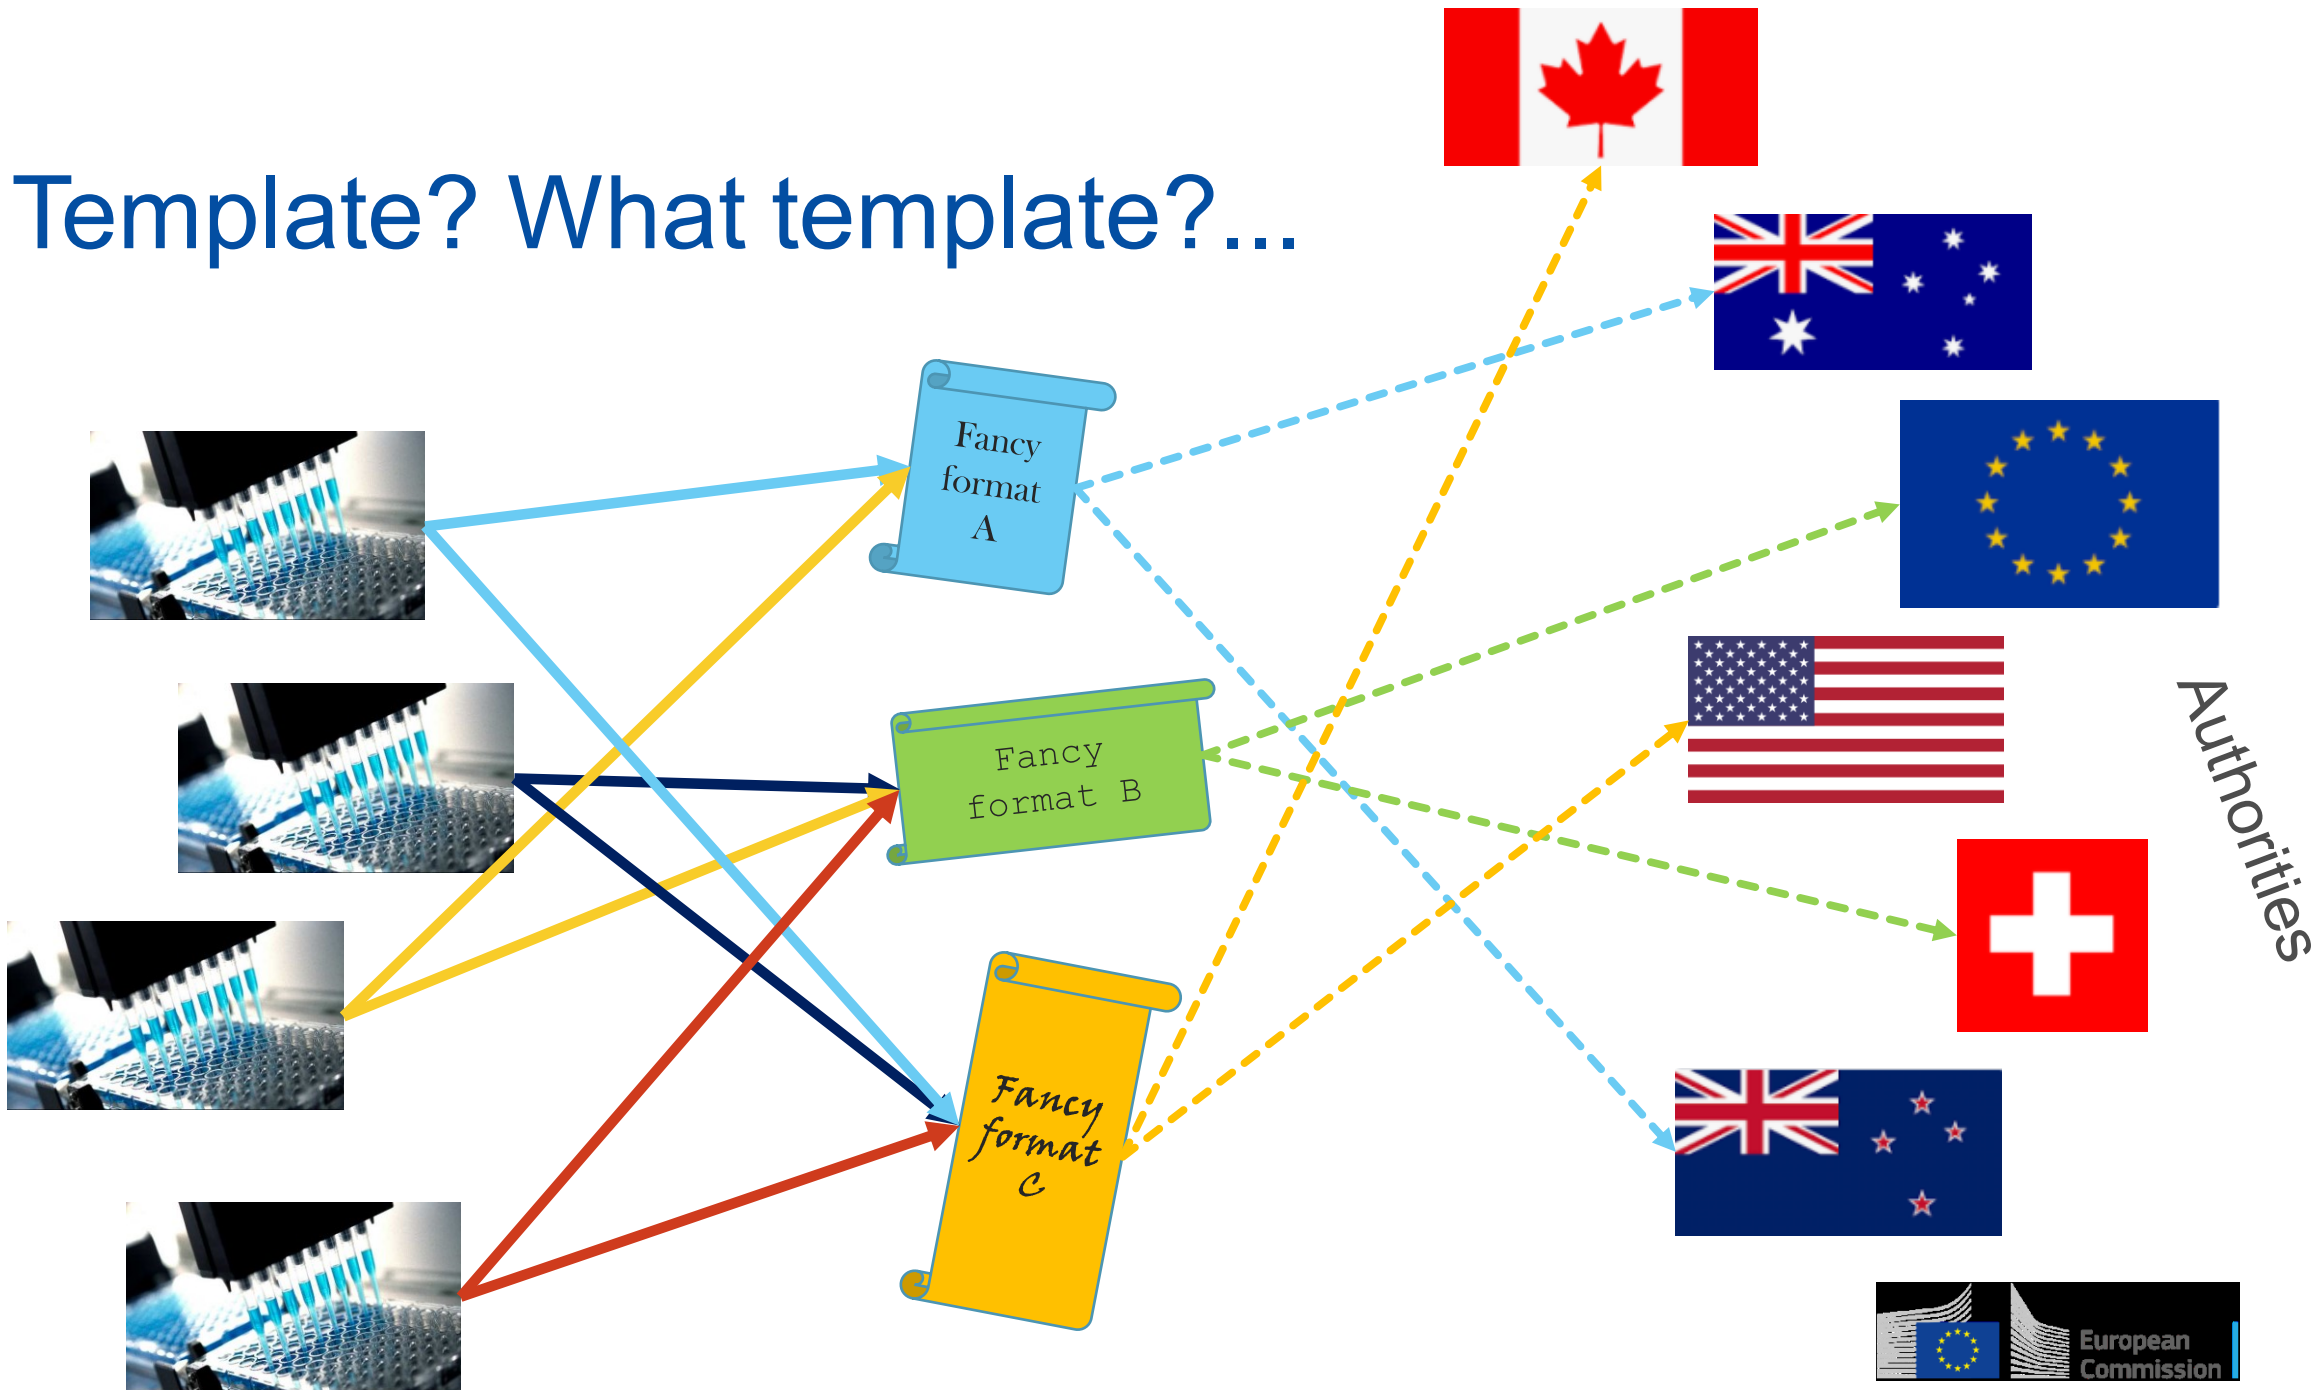 Template? What template?...
Fancy
format
A
Fancy
format B
Fancy
format
C
Authorities
European
Commission